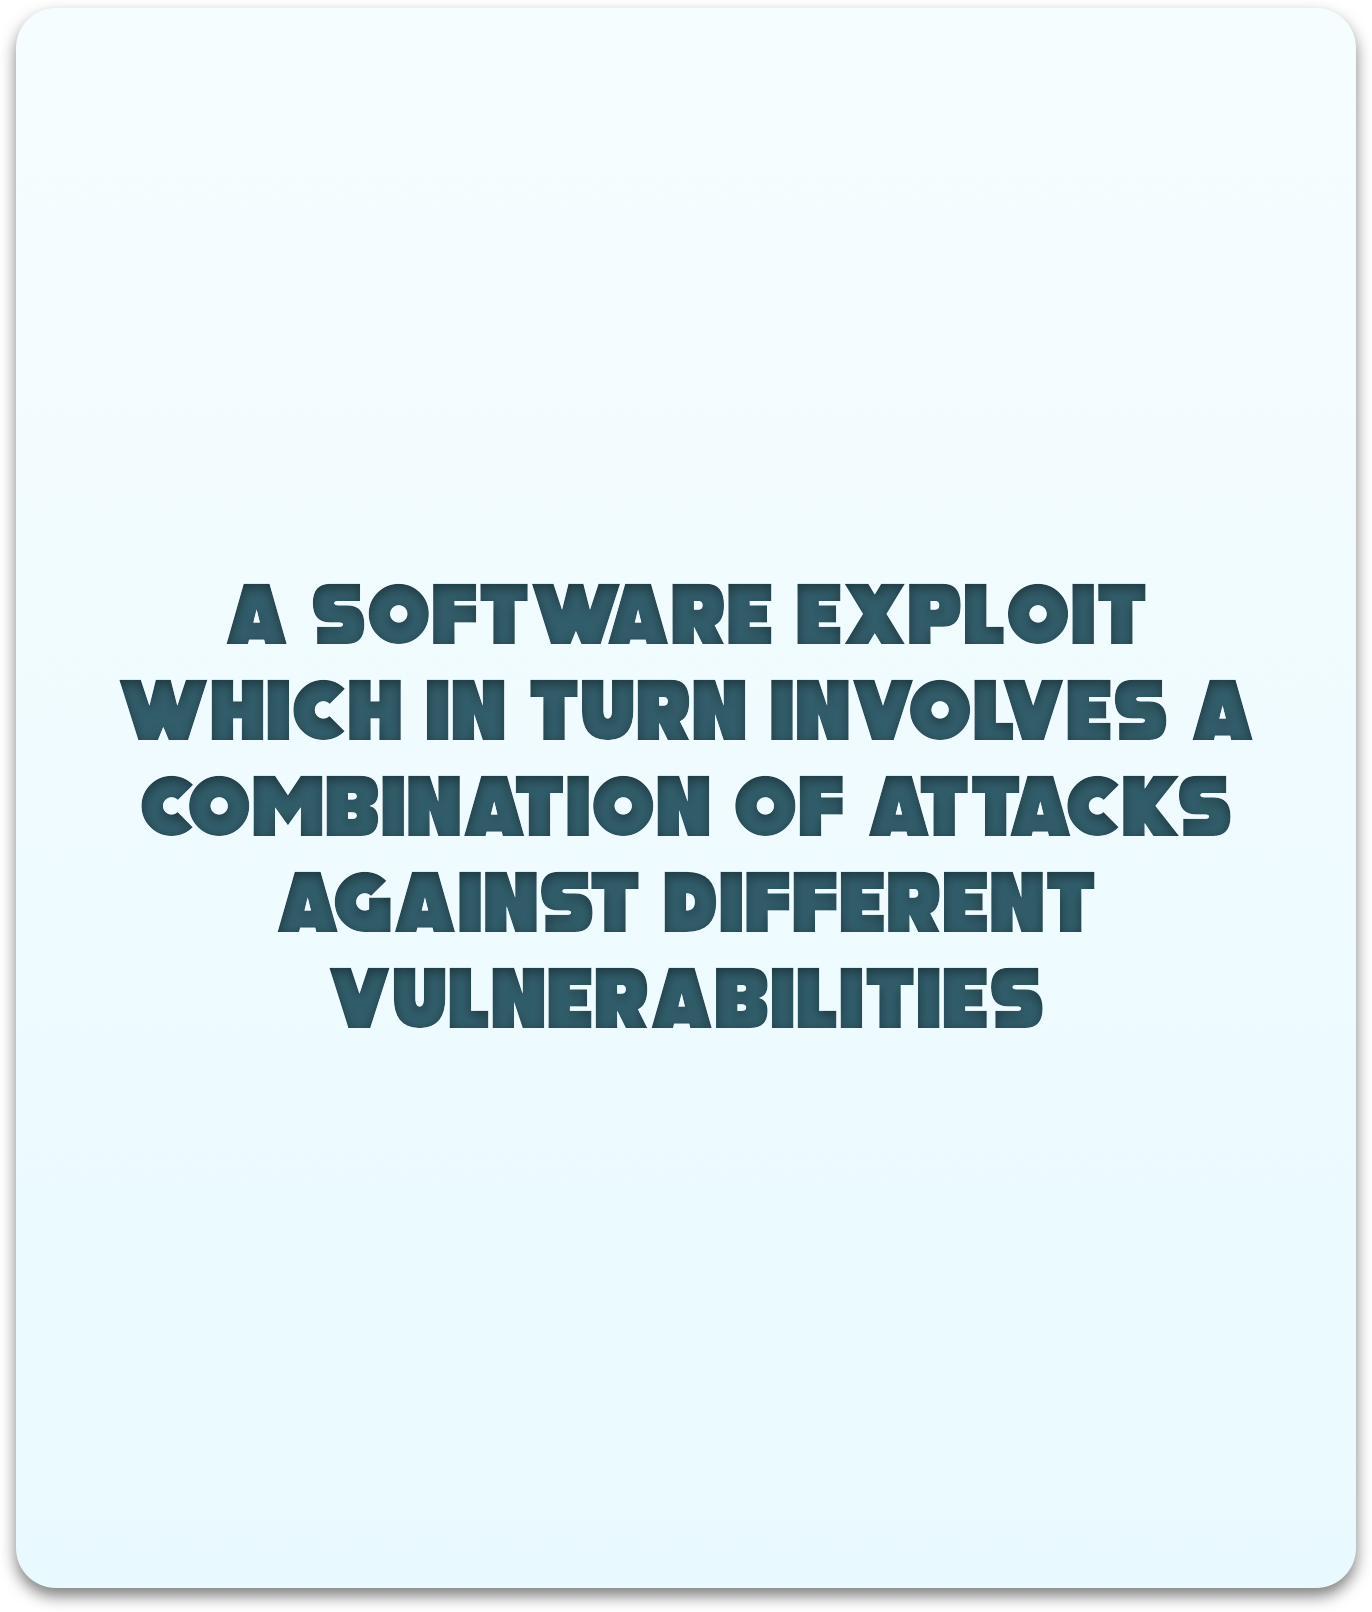 A SOFTWARE EXPLOIT
WHICH IN TURN INVOLVES A
COMBINATION OF ATTACKS
AGAINST DIFFERENT
VULNERABILITIES